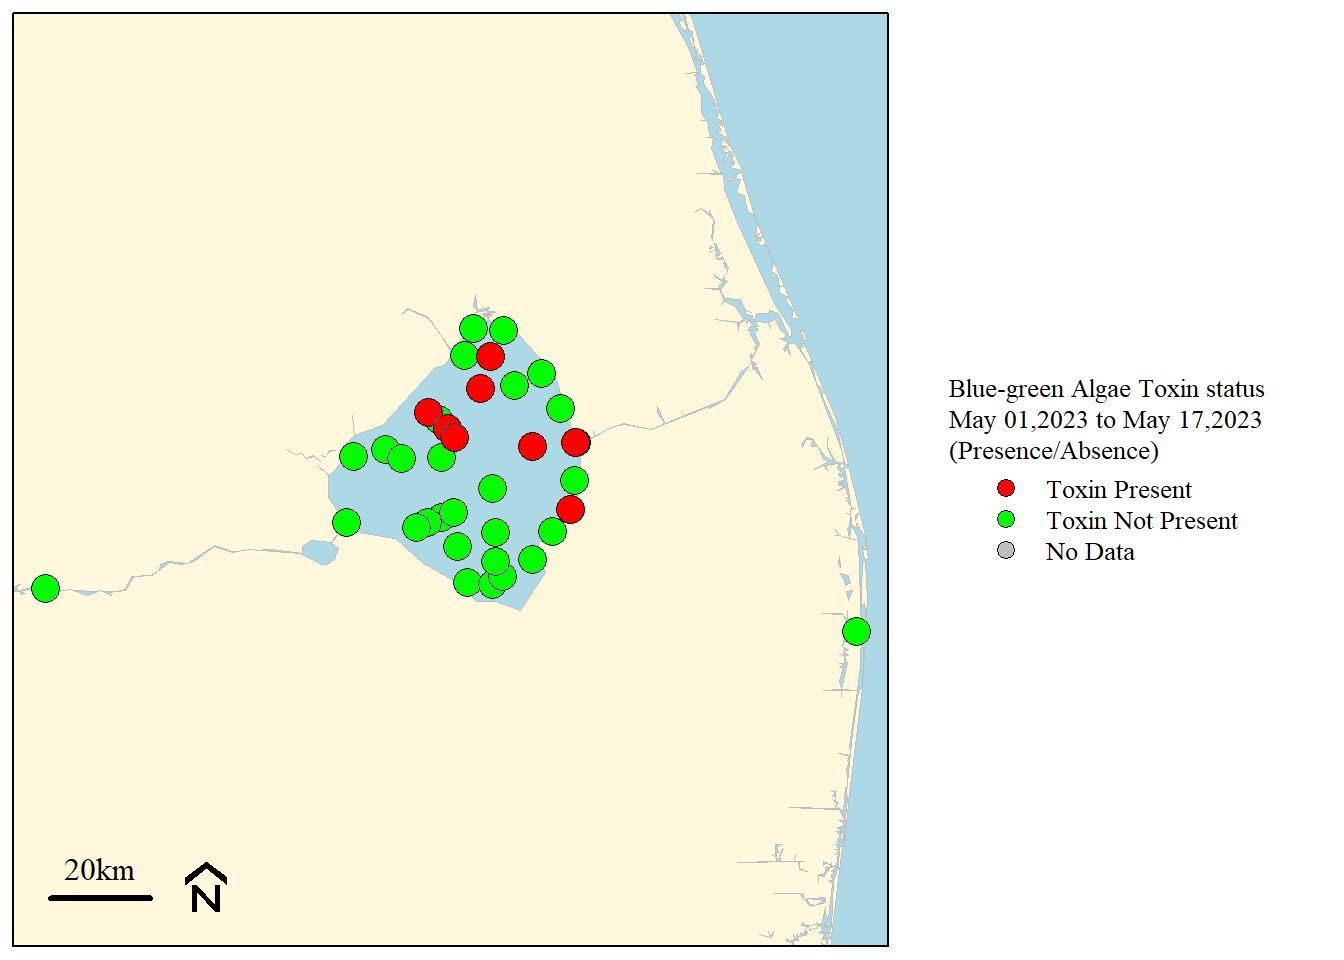 Blue-green Algae Toxin status
May 01,2023 to May 17,2023
(Presence/Absence)
Toxin Present
Toxin Not Present
No Data
20km
N